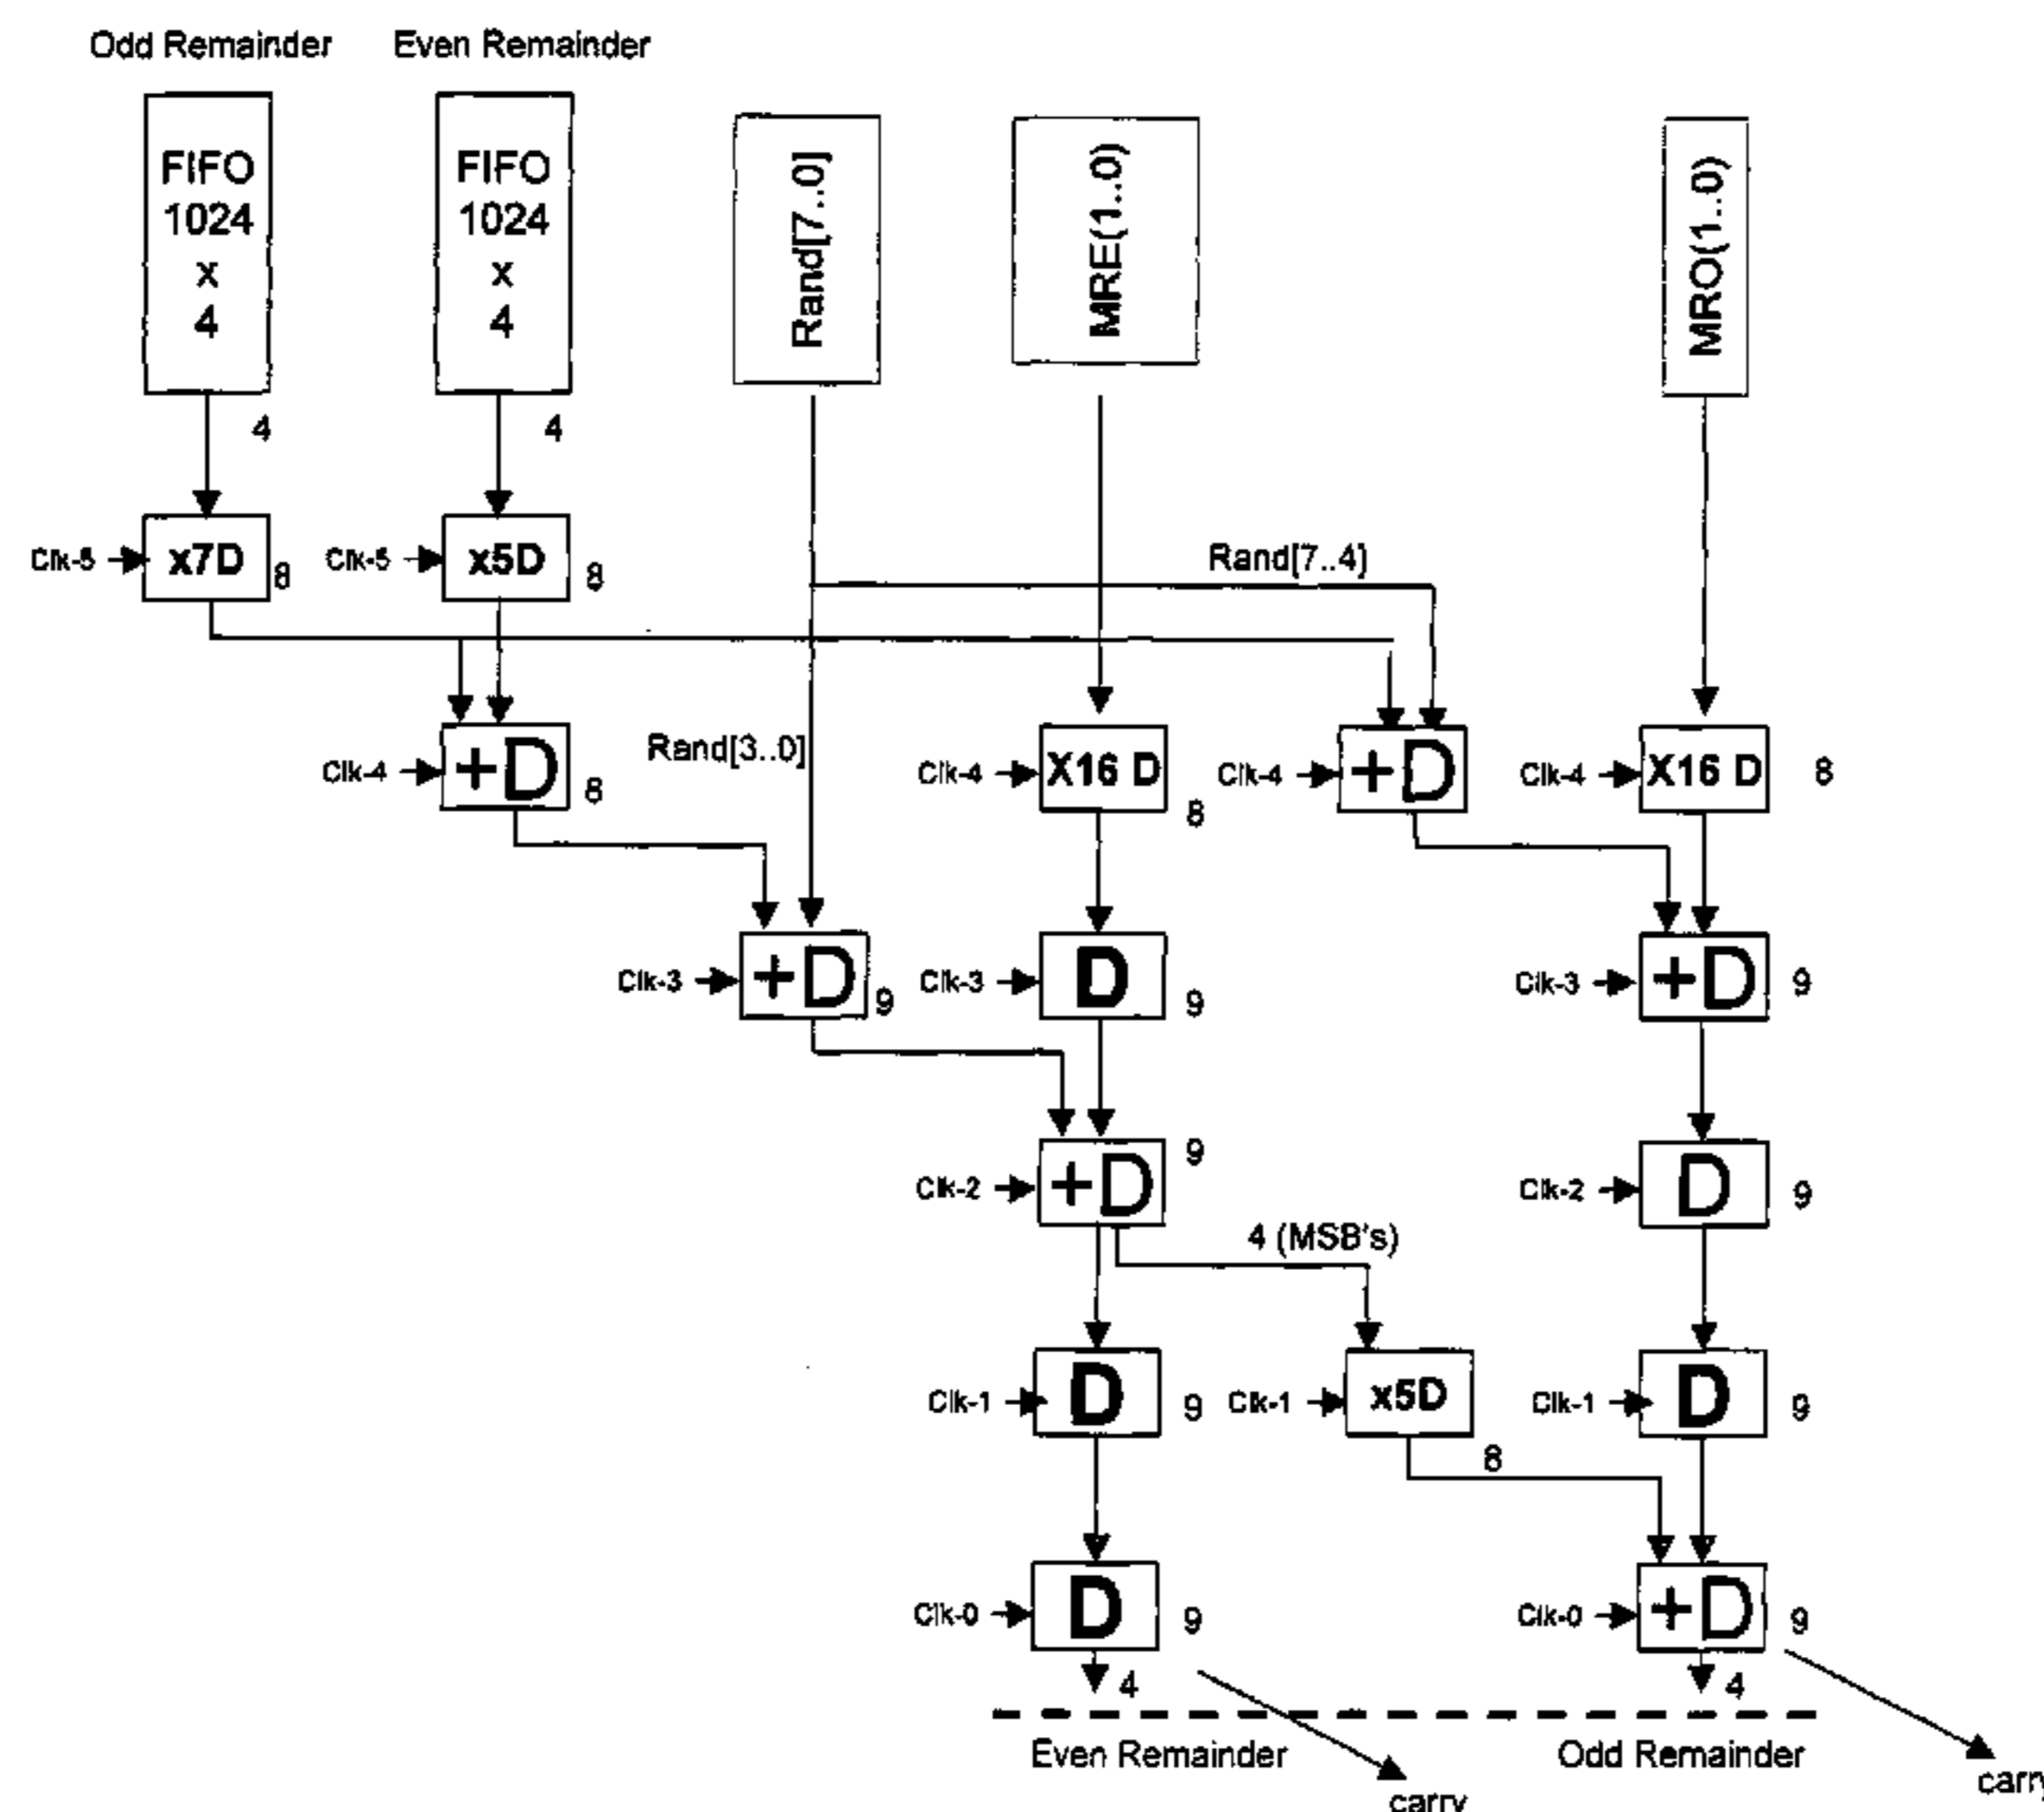 Odd Remainder
Even Remainder
FIFO
1024
x
4
FIFO
1024
x
4
Rand[7..0]
MRE(1..0)
MRO(1..0)
4
4
Clk-5
x7D
8
Clk-5
x5D
8
Rand[7..4]
Clk-4
+D
8
Rand[3..0]
Clk-4
X16 D
8
Clk-4
+D
Clk-4
X16 D
8
Clk-3
+D
9
Clk-3
D
9
Clk-3
+D
9
Clk-2
+D
9
Clk-2
D
9
4 (MSB's)
Clk-1
D
9
Clk-1
x5D
8
Clk-1
D
9
Clk-0
D
9
Clk-0
+D
9
4
4
Even Remainder
Odd Remainder
carry
carry